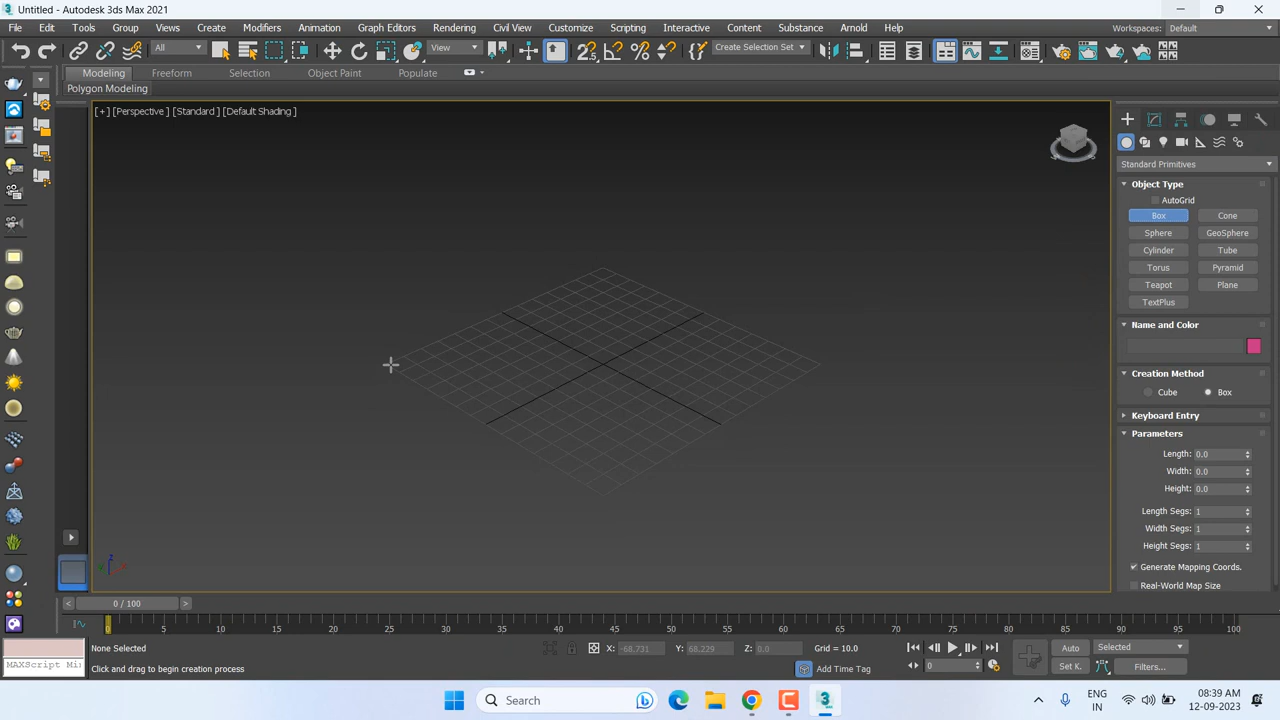 Untitled - Autodesk 3ds Max 2021
File Edit Tools Group Views Create Modifiers Animation Graph Editors Rendering Civil View Customize Scripting Interactive Content Substance Arnold Help Workspaces: Default
All View Create Selection Set
Modeling Freeform Selection Object Paint Populate
Polygon Modeling
[+] [Perspective ] [Standard ] [Default Shading ]
Standard Primitives
Object Type
AutoGrid
Box Cone
Sphere GeoSphere
Cylinder Tube
Torus Pyramid
Teapot Plane
TextPlus
Name and Color
Creation Method
Cube Box
Keyboard Entry
Parameters
Length: 0.0
Width: 0.0
Height: 0.0
Length Segs: 1
Width Segs: 1
Height Segs: 1
Generate Mapping Coords.
Real-World Map Size
< 0 / 100 >
0 5 10 15 20 25 30 35 40 45 50 55 60 65 70 75 80 85 90 95 100
None Selected X: -68.731 Y: 68.229 Z: 0.0 Grid = 10.0 Auto Selected
MAXScript Mi Click and drag to begin creation process Add Time Tag 0 Set K. Filters...
Search ENG IN 08:39 AM 12-09-2023